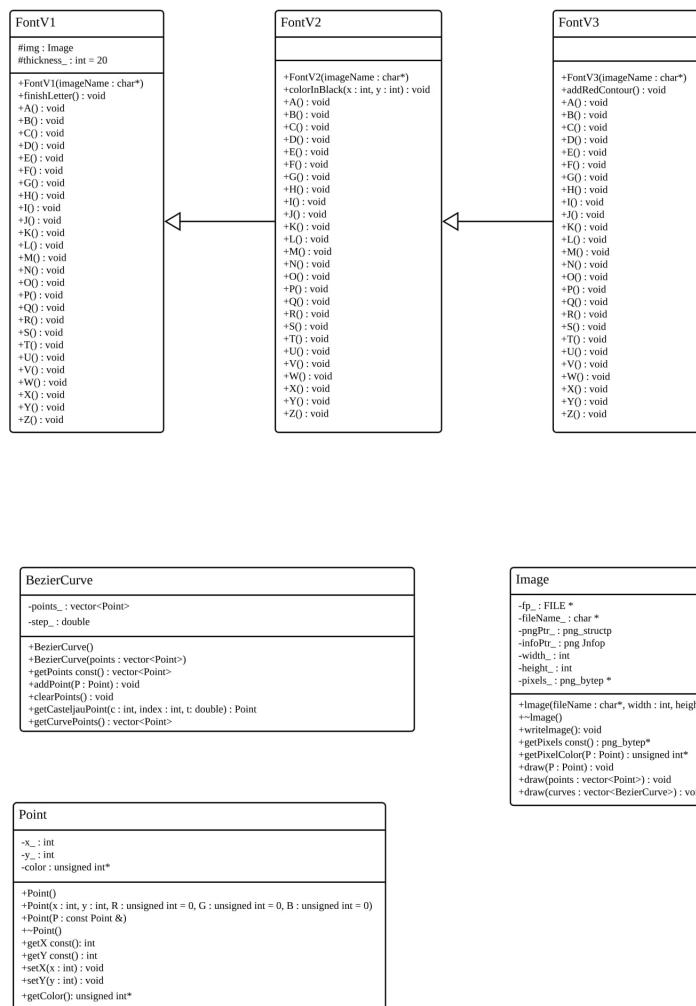 FontV1
#img : Image
#thickness_ : int = 20
+FontV1(imageName : char*)
+finishLetter() : void
+A() : void
+B() : void
+C() : void
+D() : void
+E() : void
+F() : void
+G() : void
+H() : void
+I() : void
+J() : void
+K() : void
+L() : void
+M() : void
+N() : void
+O() : void
+P() : void
+Q() : void
+R() : void
+S() : void
+T() : void
+U() : void
+V() : void
+W() : void
+X() : void
+Y() : void
+Z() : void
FontV2
+FontV2(imageName : char*)
+colorInBlack(x : int, y : int) : void
+A() : void
+B() : void
+C() : void
+D() : void
+E() : void
+F() : void
+G() : void
+H() : void
+I() : void
+J() : void
+K() : void
+L() : void
+M() : void
+N() : void
+O() : void
+P() : void
+Q() : void
+R() : void
+S() : void
+T() : void
+U() : void
+V() : void
+W() : void
+X() : void
+Y() : void
+Z() : void
FontV3
+FontV3(imageName : char*)
+addRedContour() : void
+A() : void
+B() : void
+C() : void
+D() : void
+E() : void
+F() : void
+G() : void
+H() : void
+I() : void
+J() : void
+K() : void
+L() : void
+M() : void
+N() : void
+O() : void
+P() : void
+Q() : void
+R() : void
+S() : void
+T() : void
+U() : void
+V() : void
+W() : void
+X() : void
+Y() : void
+Z() : void
BezierCurve
-points_ : vector<Point>
-step_ : double
+BezierCurve()
+BezierCurve(points : vector<Point>)
+getPoints const() : vector<Point>
+addPoint(P : Point) : void
+clearPoints() : void
+getCasteljauPoint(c : int, index : int, t: double) : Point
+getCurvePoints() : vector<Point>
Image
-fp_ : FILE *
-fileName_ : char *
-pngPtr_ : png_structp
-infoPtr_ : png Jnfop
-width_ : int
-height_ : int
-pixels_ : png_bytep *
+lmage(fileName : char*, width : int, heigh
+~lmage()
+writelmage(): void
+getPixels const() : png_bytep*
+getPixelColor(P : Point) : unsigned int*
+draw(P : Point) : void
+draw(points : vector<Point>) : void
+draw(curves : vector<BezierCurve>) : voi
Point
-x_ : int
-y_ : int
-color : unsigned int*
+Point()
+Point(x : int, y : int, R : unsigned int = 0, G : unsigned int = 0, B : unsigned int = 0)
+Point(P : const Point &)
+~Point()
+getX const(): int
+getY const() : int
+setX(x : int) : void
+setY(y : int) : void
+getColor(): unsigned int*